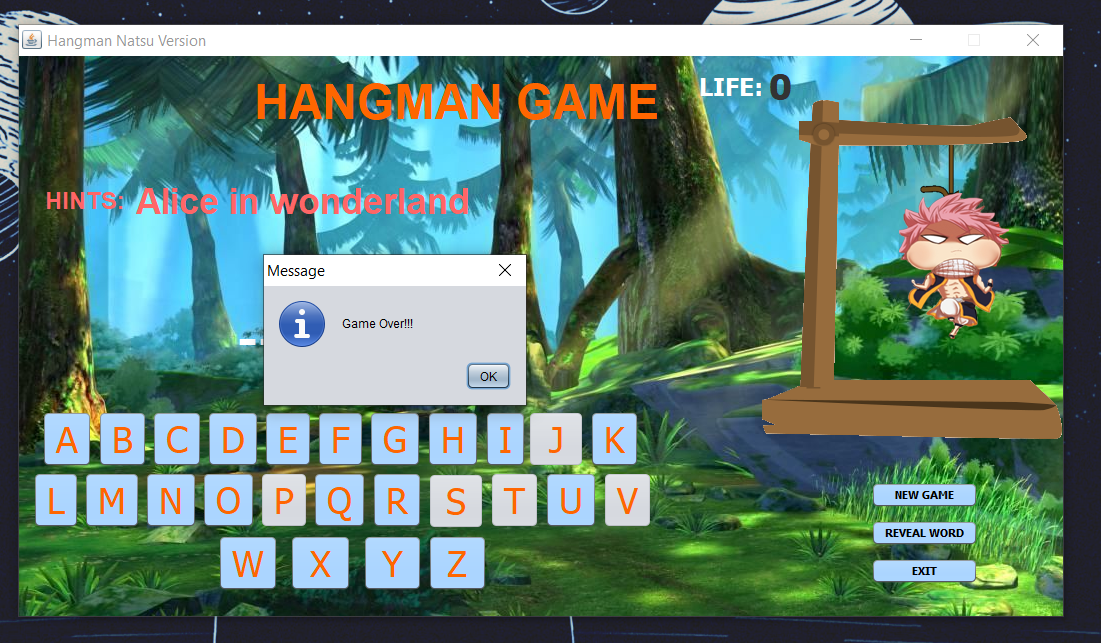 Hangman Natsu Version
HANGMAN GAME
LIFE: 0
HINTS: Alice in wonderland
Message
Game Over!!!
OK
A B C D E F G H I J K
L M N O P Q R S T U V
W X Y Z
NEW GAME
REVEAL WORD
EXIT